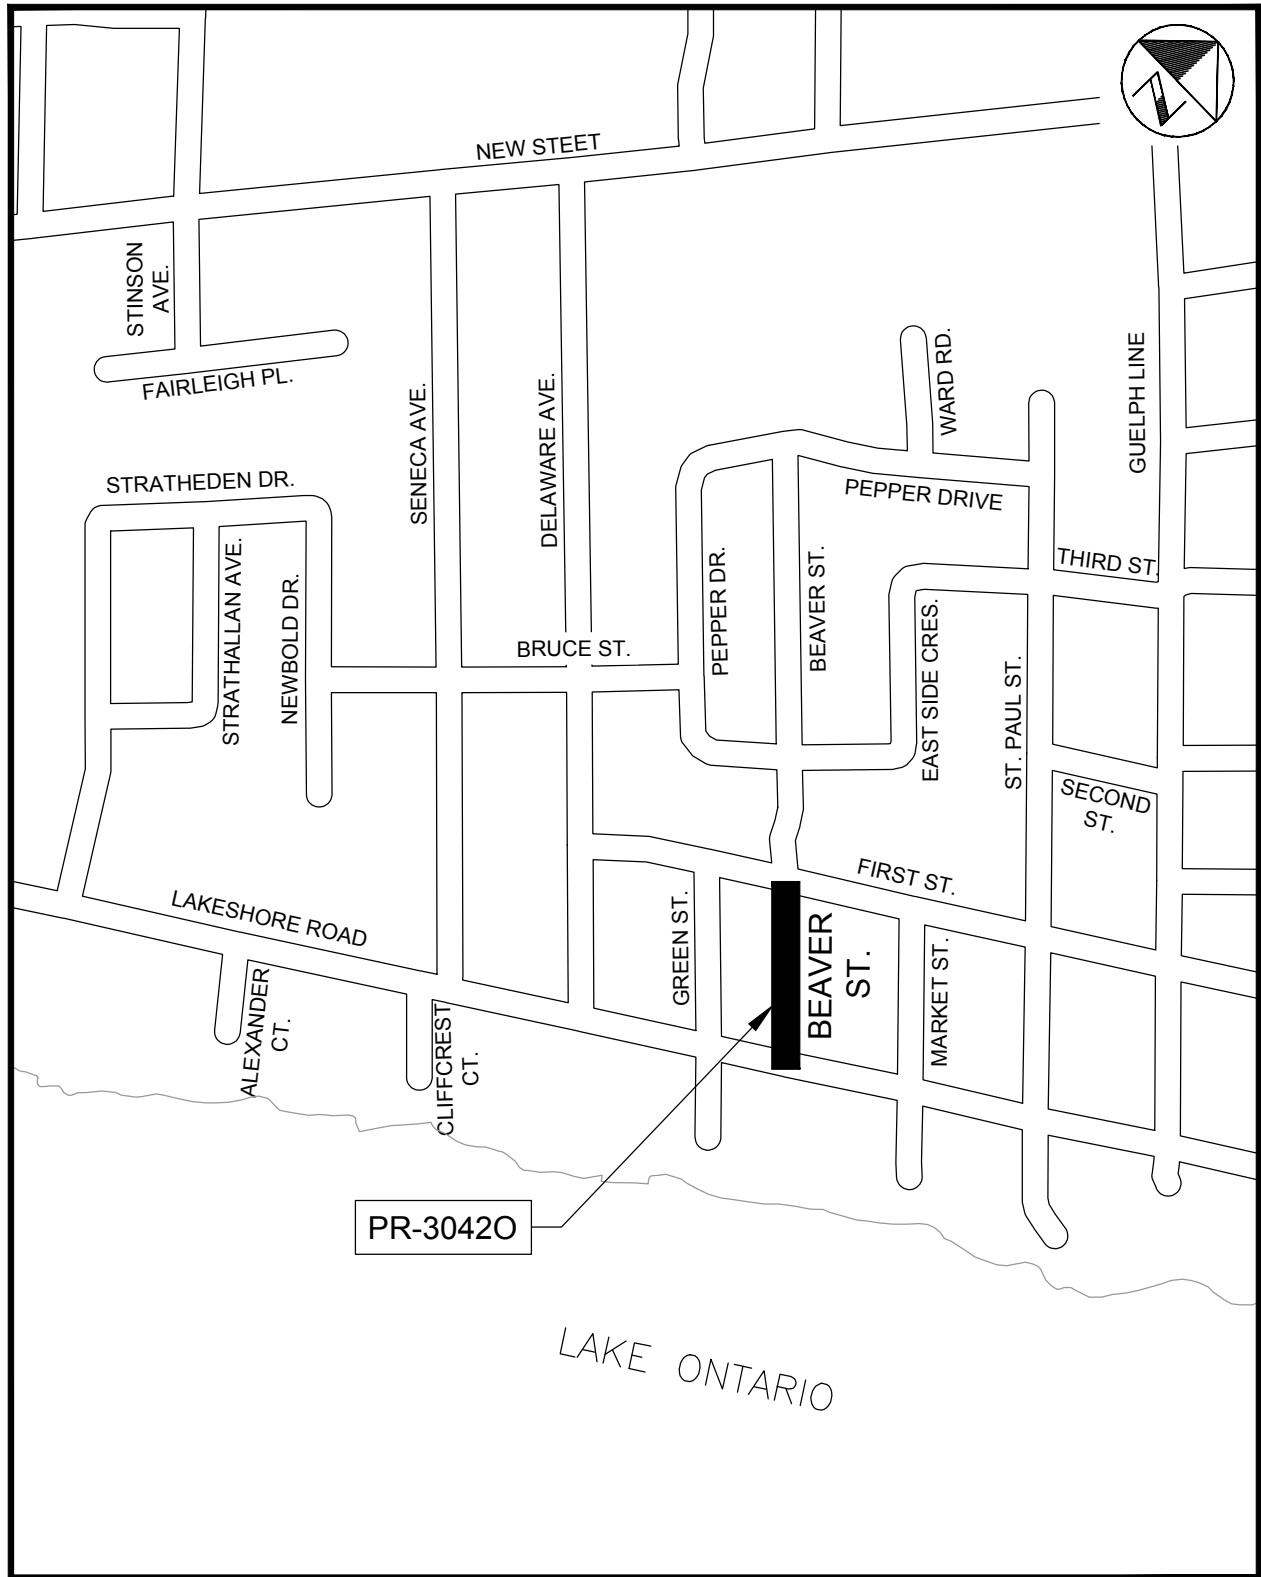 NEW STEET
STINSON
AVE.
FAIRLEIGH PL.
SENECA AVE.
DELAWARE AVE.
WARD RD.
GUELPH LINE
STRATHEDEN DR.
PEPPER DRIVE
STRATHALLAN AVE.
NEWBOLD DR.
BRUCE ST.
PEPPER DR.
BEAVER ST.
EAST SIDE CRES.
ST. PAUL ST.
THIRD ST.
SECOND
ST.
FIRST ST.
LAKESHORE ROAD
GREEN ST.
BEAVER
ST.
MARKET ST.
ALEXANDER
CT.
CLIFFCREST
CT.
PR-3042O
LAKE ONTARIO